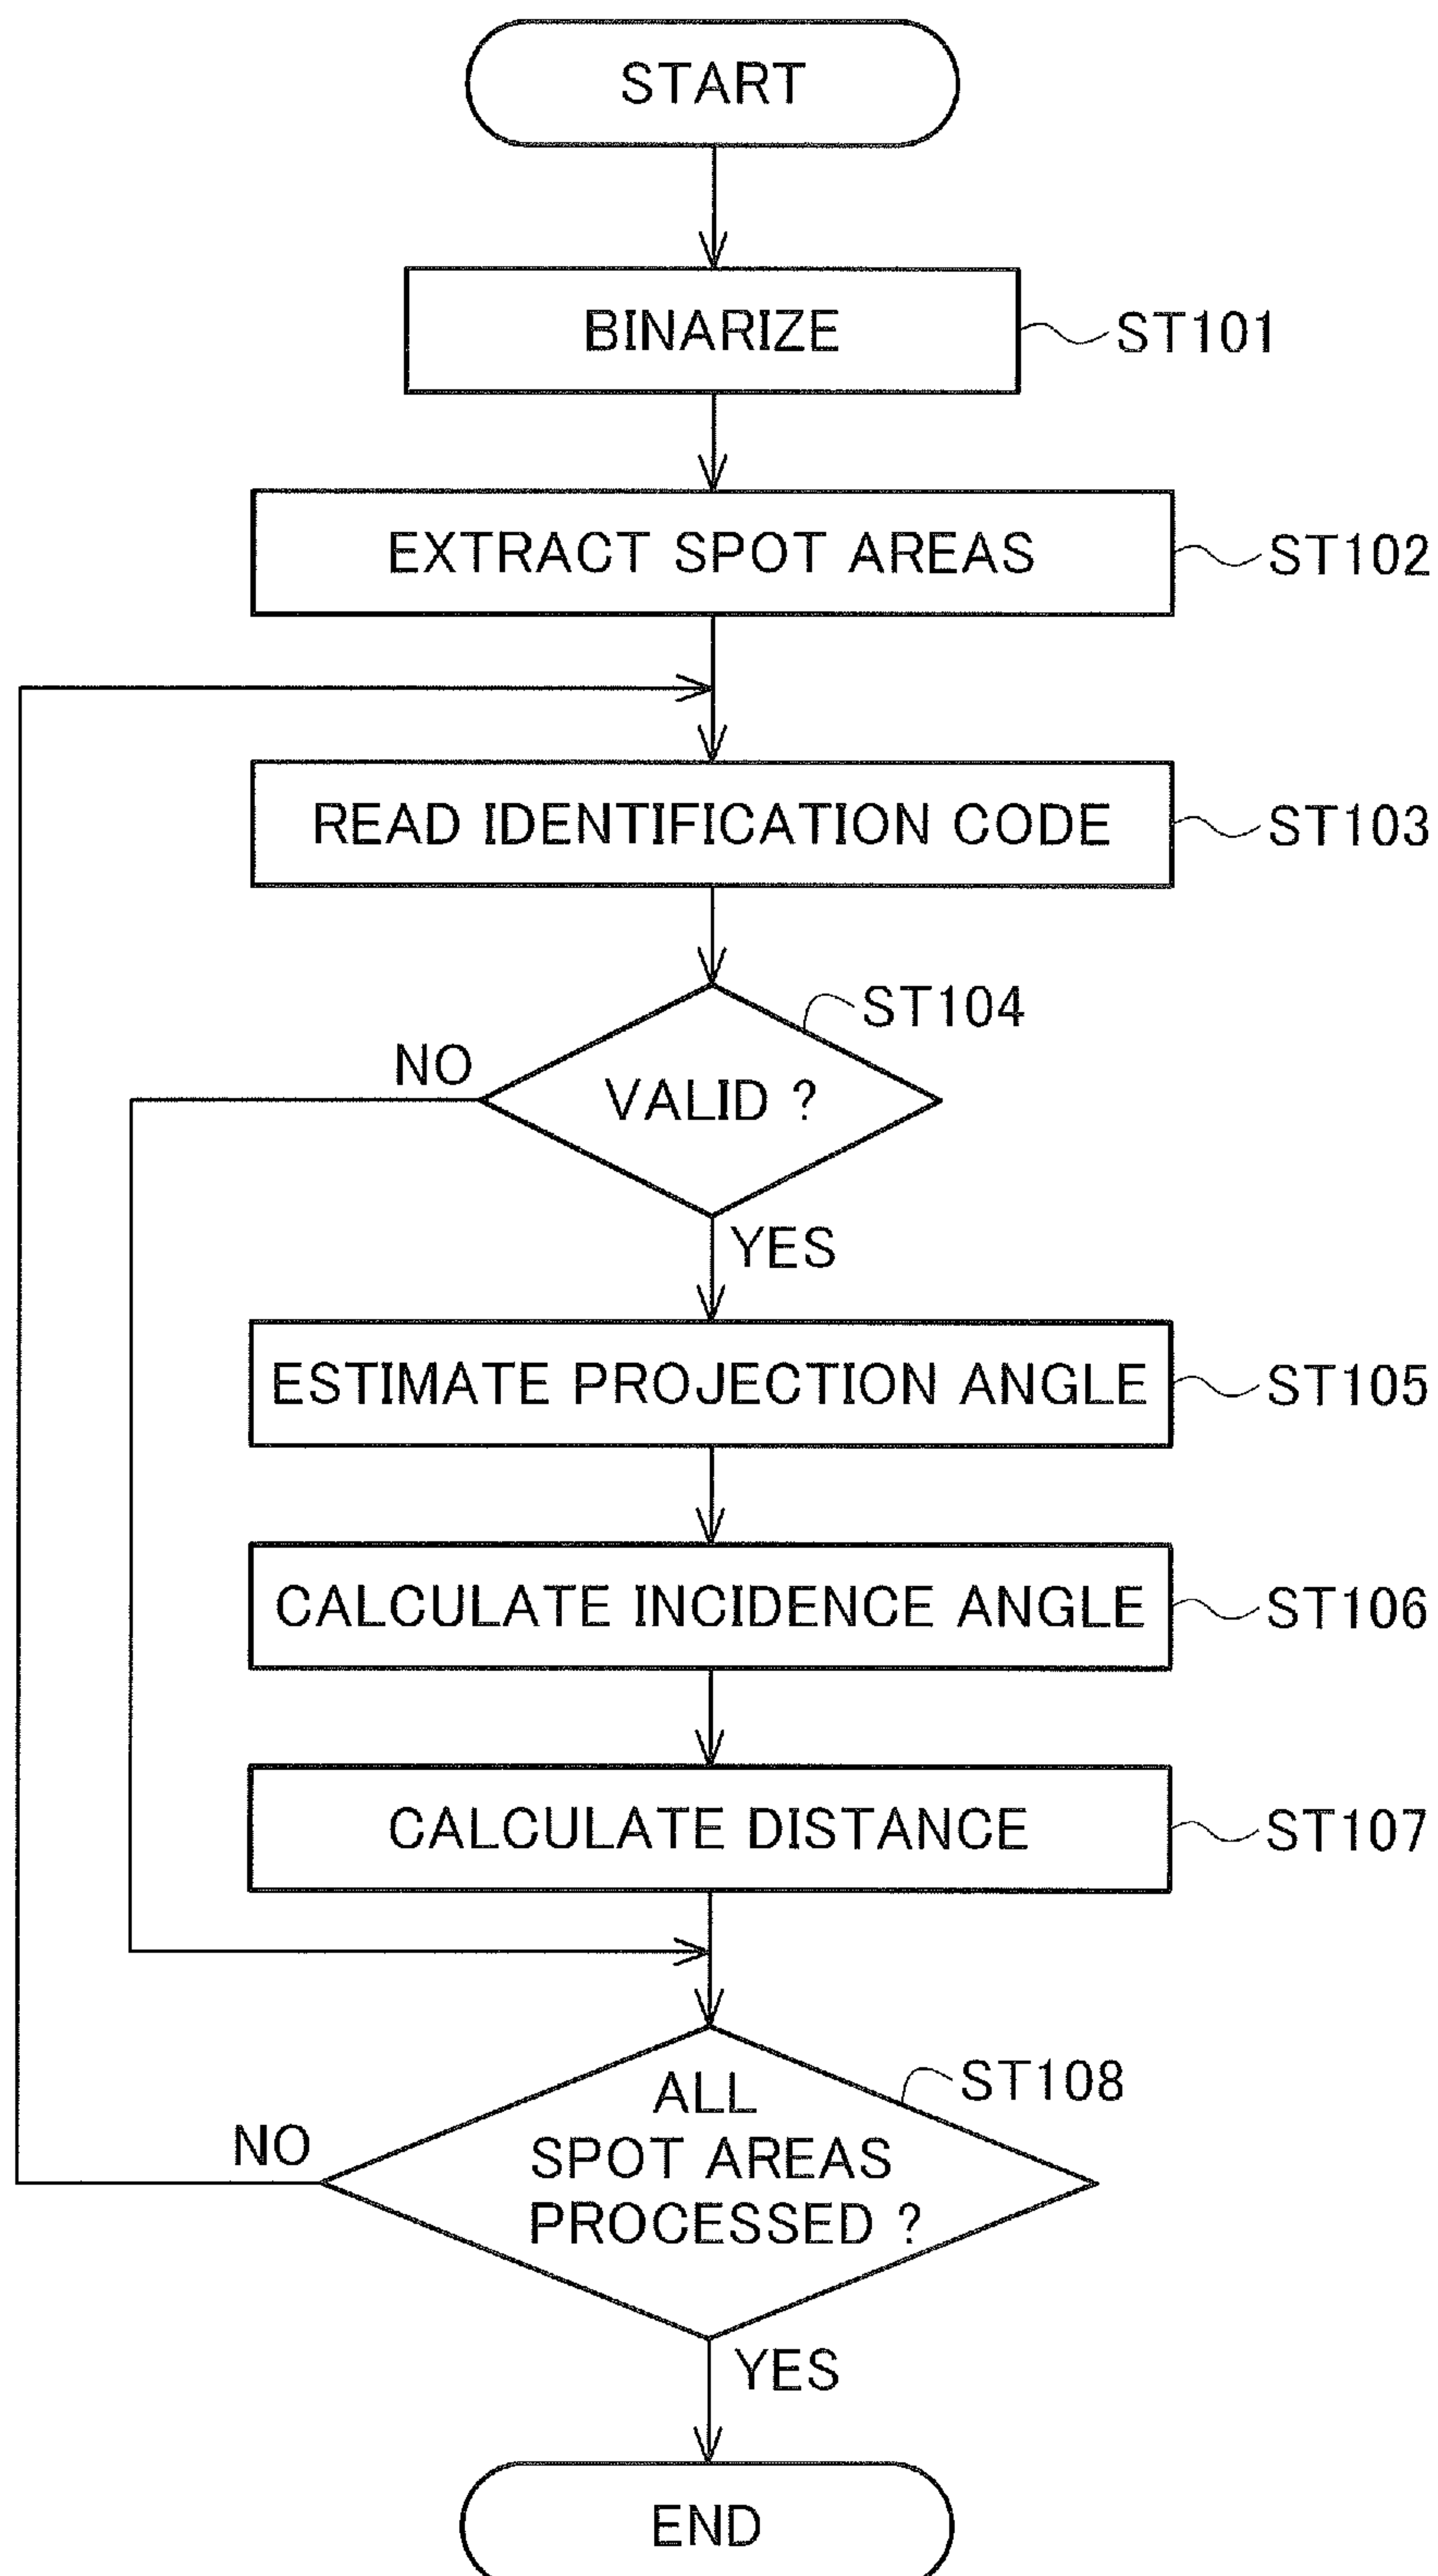 START
BINARIZE
ST101
EXTRACT SPOT AREAS
ST102
READ IDENTIFICATION CODE
ST103
ST104
NO
VALID ?
YES
ESTIMATE PROJECTION ANGLE
ST105
CALCULATE INCIDENCE ANGLE
ST106
CALCULATE DISTANCE
ST107
ST108
NO
ALL
SPOT AREAS
PROCESSED ?
YES
END